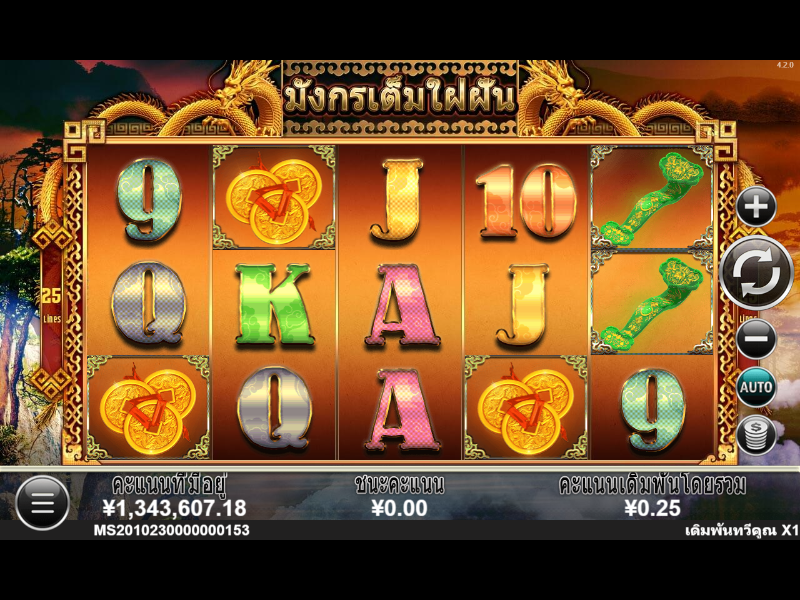 4.2.0
มังกรเต็มใฝ่ฝัน
9 J 10
Q K A J
Q A 9
25
LINES
LINES
AUTO
$
คะแนนที่มีอยู่ ชนะคะแนน คะแนนเดิมพันโดยรวม
¥1,343,607.18 ¥0.00 ¥0.25
MS2010230000000153 เดิมพันทวีคูณ X1